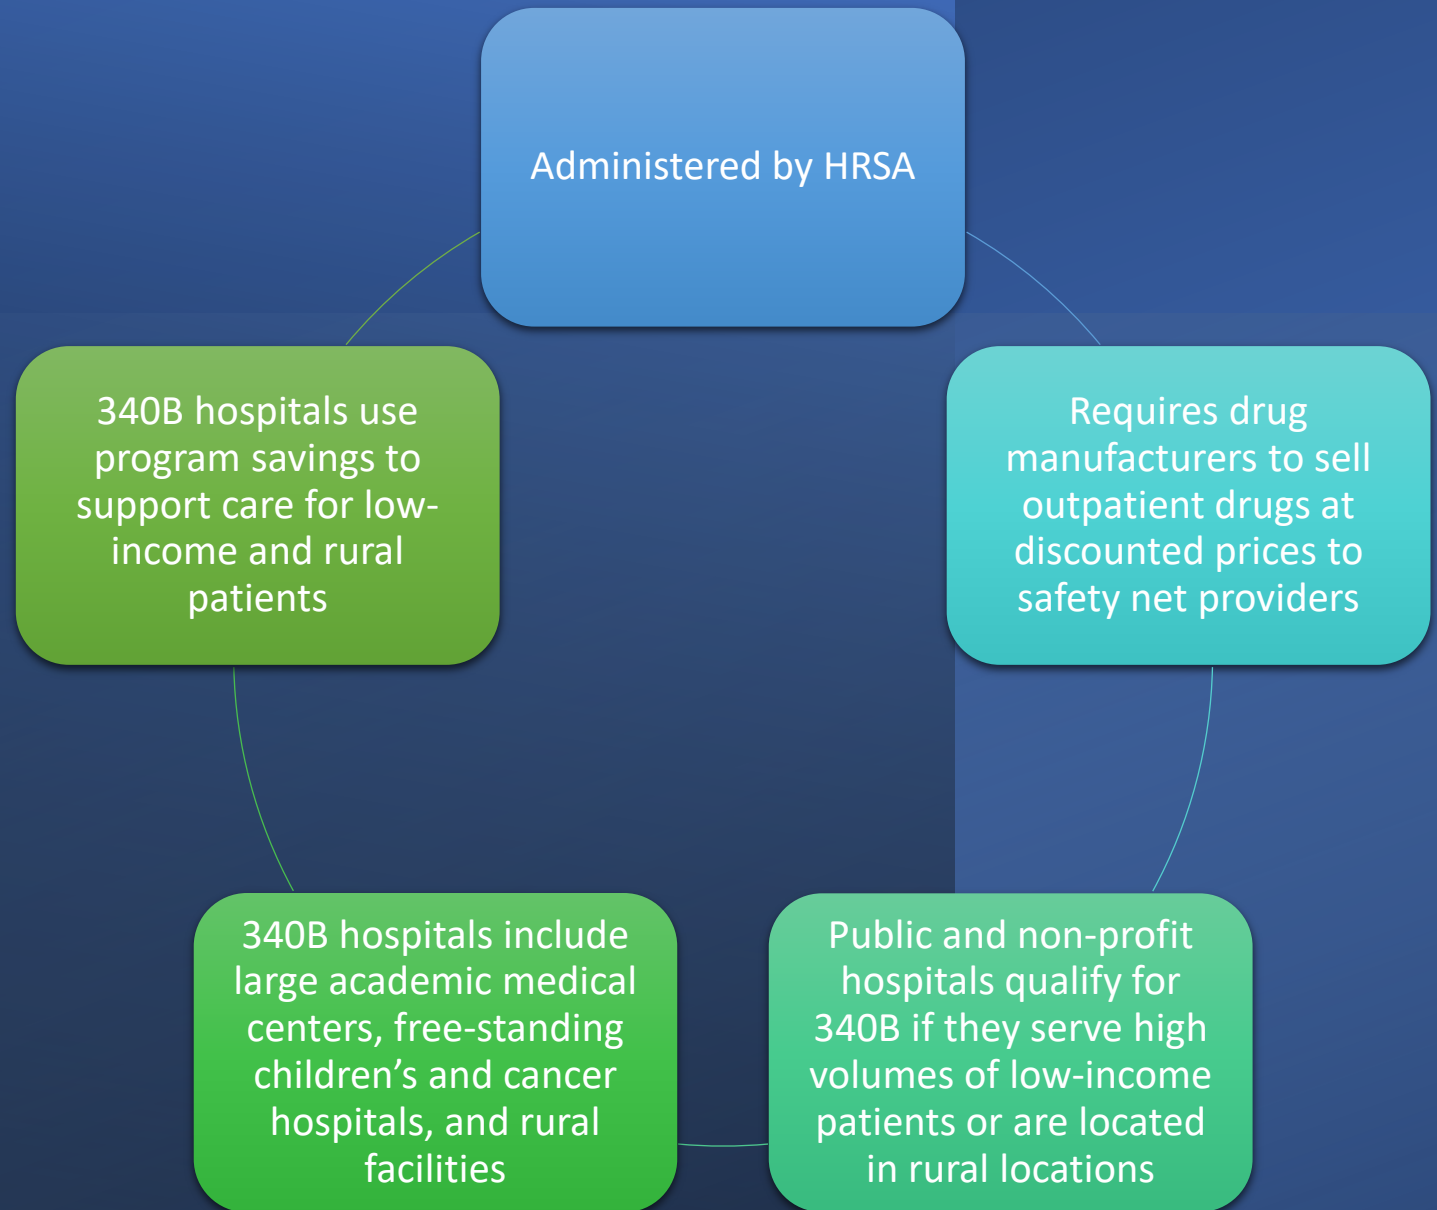 Administered by HRSA
Requires drug
manufacturers to sell
outpatient drugs at
discounted prices to
safety net providers
Public and non-profit
hospitals qualify for
340B if they serve high
volumes of low-income
patients or are located
in rural locations
340B hospitals include
large academic medical
centers, free-standing
children’s and cancer
hospitals, and rural
facilities
340B hospitals use
program savings to
support care for low-
income and rural
patients